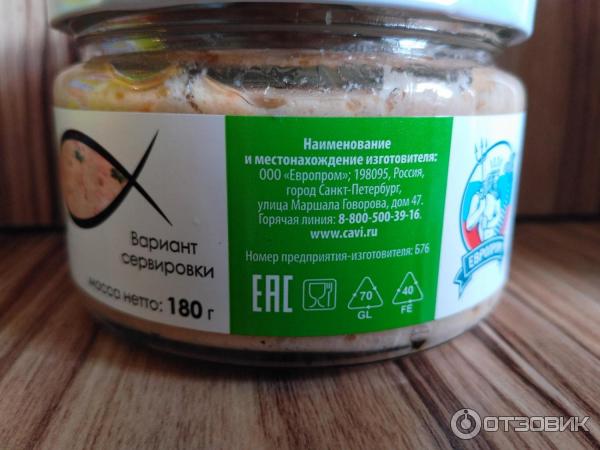 Вариант
сервировки
масса нетто: 180 г
Наименование
и местонахождение изготовителя:
ООО «Европром»; 198095, Россия,
город Санкт-Петербург,
улица Маршала Говорова, дом 47.
Горячая линия: 8-800-500-39-16.
www.cavi.ru
Номер предприятия-изготовителя: Б76
EAC
70
GL
40
FE
ЕВРОПРОМ
ОТЗОВИК